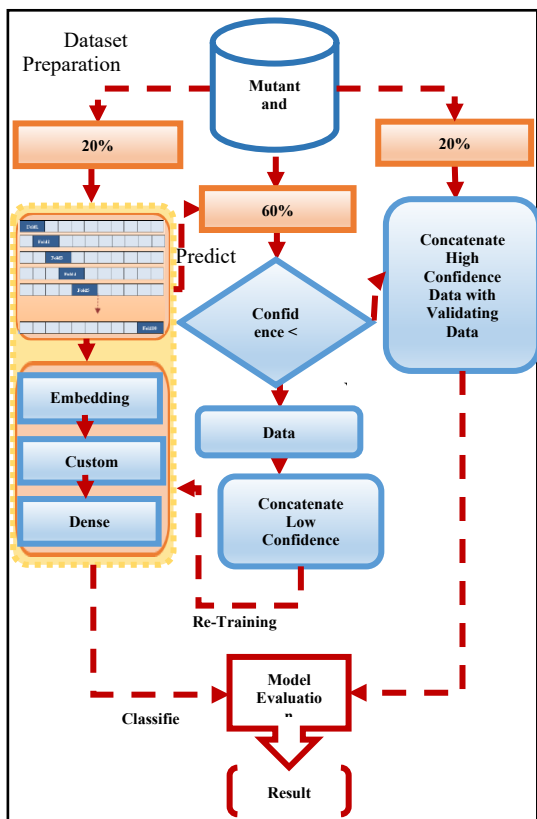 Dataset
Preparation
Mutant
and
20%
60%
20%
Fold1
Predict
Concatenate
High
Confidence
Data with
Validating
Data
Confid
ence <
Embedding
Custom
Dense
Data
Concatenate
Low
Confidence
Re-Training
Classifie
Model
Evaluatio
Result